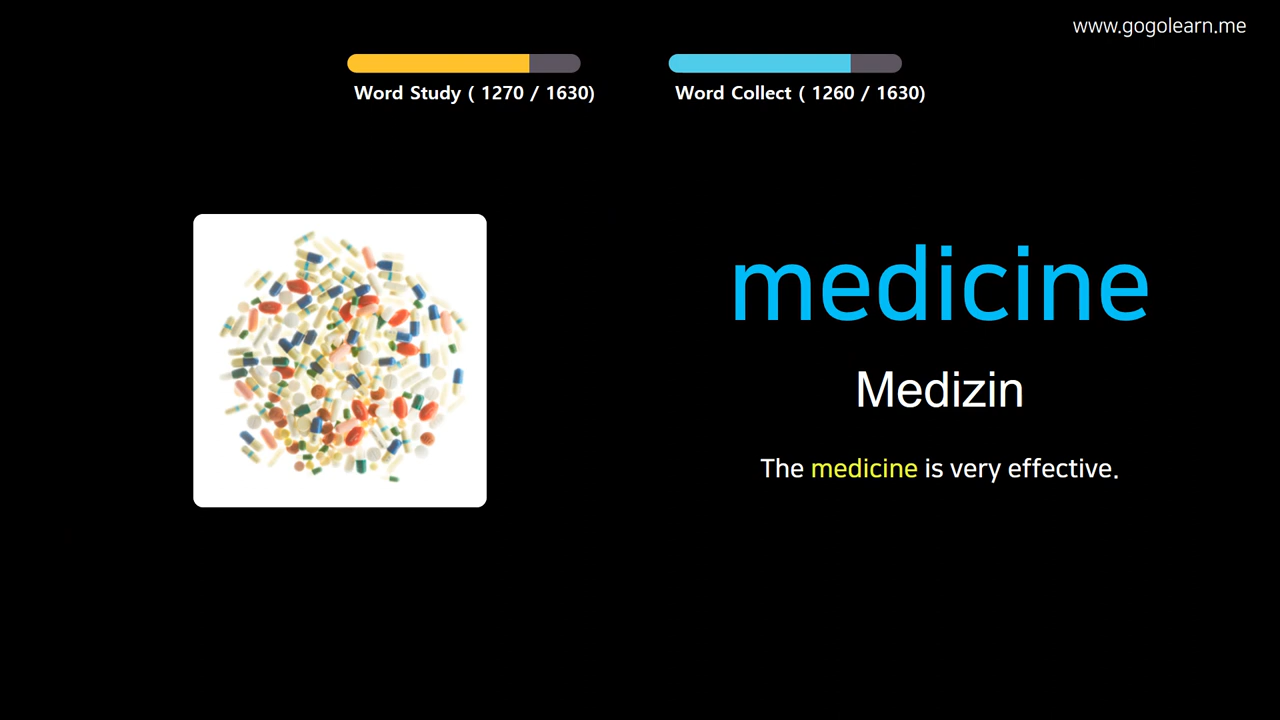 www.gogolearn.me
Word Study ( 1270 / 1630)
Word Collect ( 1260 / 1630)
medicine
Medizin
The medicine is very effective.